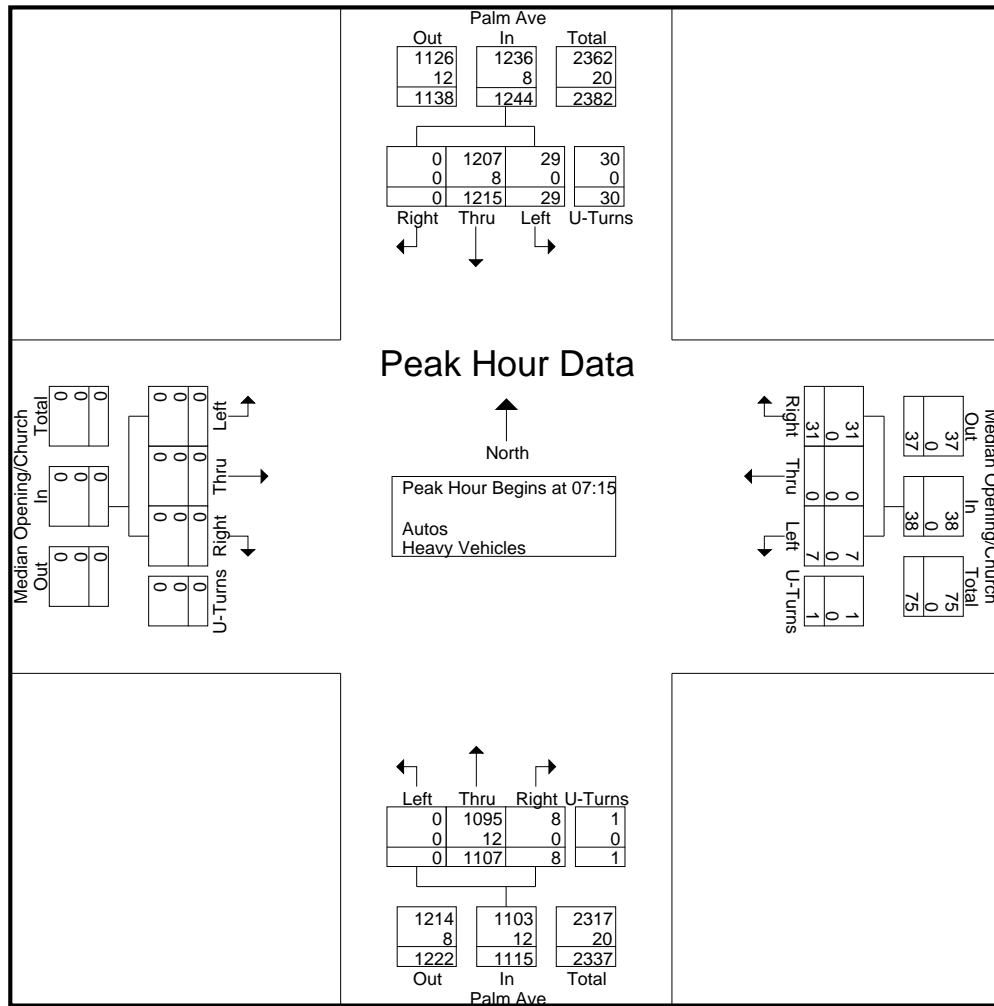 Palm Ave
Out In Total
1126 1236 2362
12 8 20
1138 1244 2382
0 1207 29 30
0 8 0 0
0 1215 29 30
Right Thru Left U-Turns
Peak Hour Data
North
Peak Hour Begins at 07:15
Autos
Heavy Vehicles
Median Opening/Church
Out In Total
0 0 0
0 0 0
0 0 0
U-Turns Right Thru Left
0 0 0 0
0 0 0 0
0 0 0 0
Median Opening/Church
Out In Total
37 38 75
0 0 0
37 38 75
31 0 7 1
0 0 0 0
31 0 7 1
Right Thru Left U-Turns
Left Thru Right U-Turns
0 1095 8 1
0 12 0 0
0 1107 8 1
1214 1103 2317
8 12 20
1222 1115 2337
Out In Total
Palm Ave